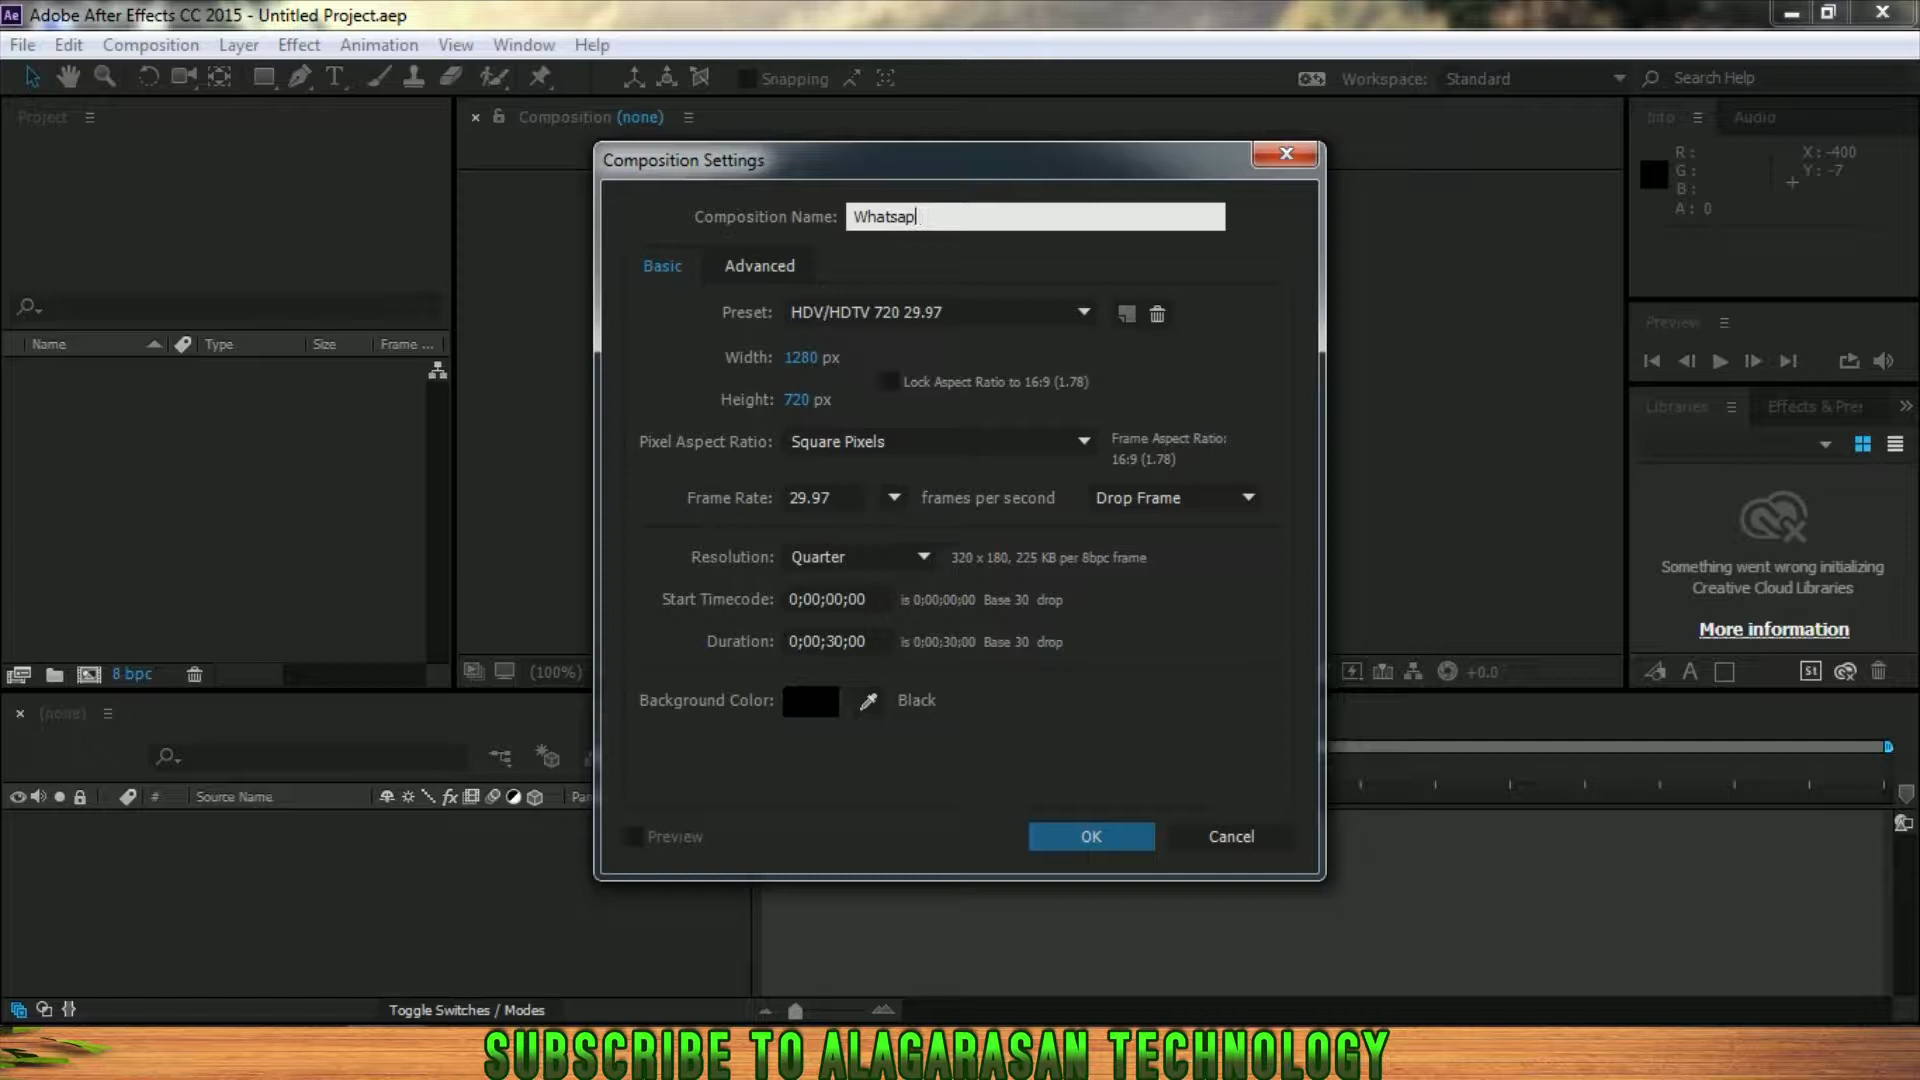 Ae Adobe After Effects CC 2015 - Untitled Project.aep
File Edit Composition Layer Effect Animation View Window Help
Snapping Workspace: Standard Search Help
Project
Composition (none)
Info Audio
R: X: -400
G: Y: -7
B:
A: 0
Composition Settings
Composition Name: Whatsap
Basic Advanced
Preset: HDV/HDTV 720 29.97
Width: 1280 px
Lock Aspect Ratio to 16:9 (1.78)
Height: 720 px
Pixel Aspect Ratio: Square Pixels
Frame Aspect Ratio:
16:9 (1.78)
Frame Rate: 29.97 frames per second Drop Frame
Resolution: Quarter 320 x 180, 225 KB per 8bpc frame
Start Timecode: 0;00;00;00 is 0;00;00;00 Base 30 drop
Duration: 0;00;30;00 is 0;00;30;00 Base 30 drop
Background Color: Black
Preview OK Cancel
Name Type Size Frame ...
Preview
Libraries Effects & Pre
Something went wrong initializing
Creative Cloud Libraries
More information
8 bpc
(100%)
+0.0
St
(none)
# Source Name fx
Toggle Switches / Modes
SUBSCRIBE TO ALAGARASAN TECHNOLOGY